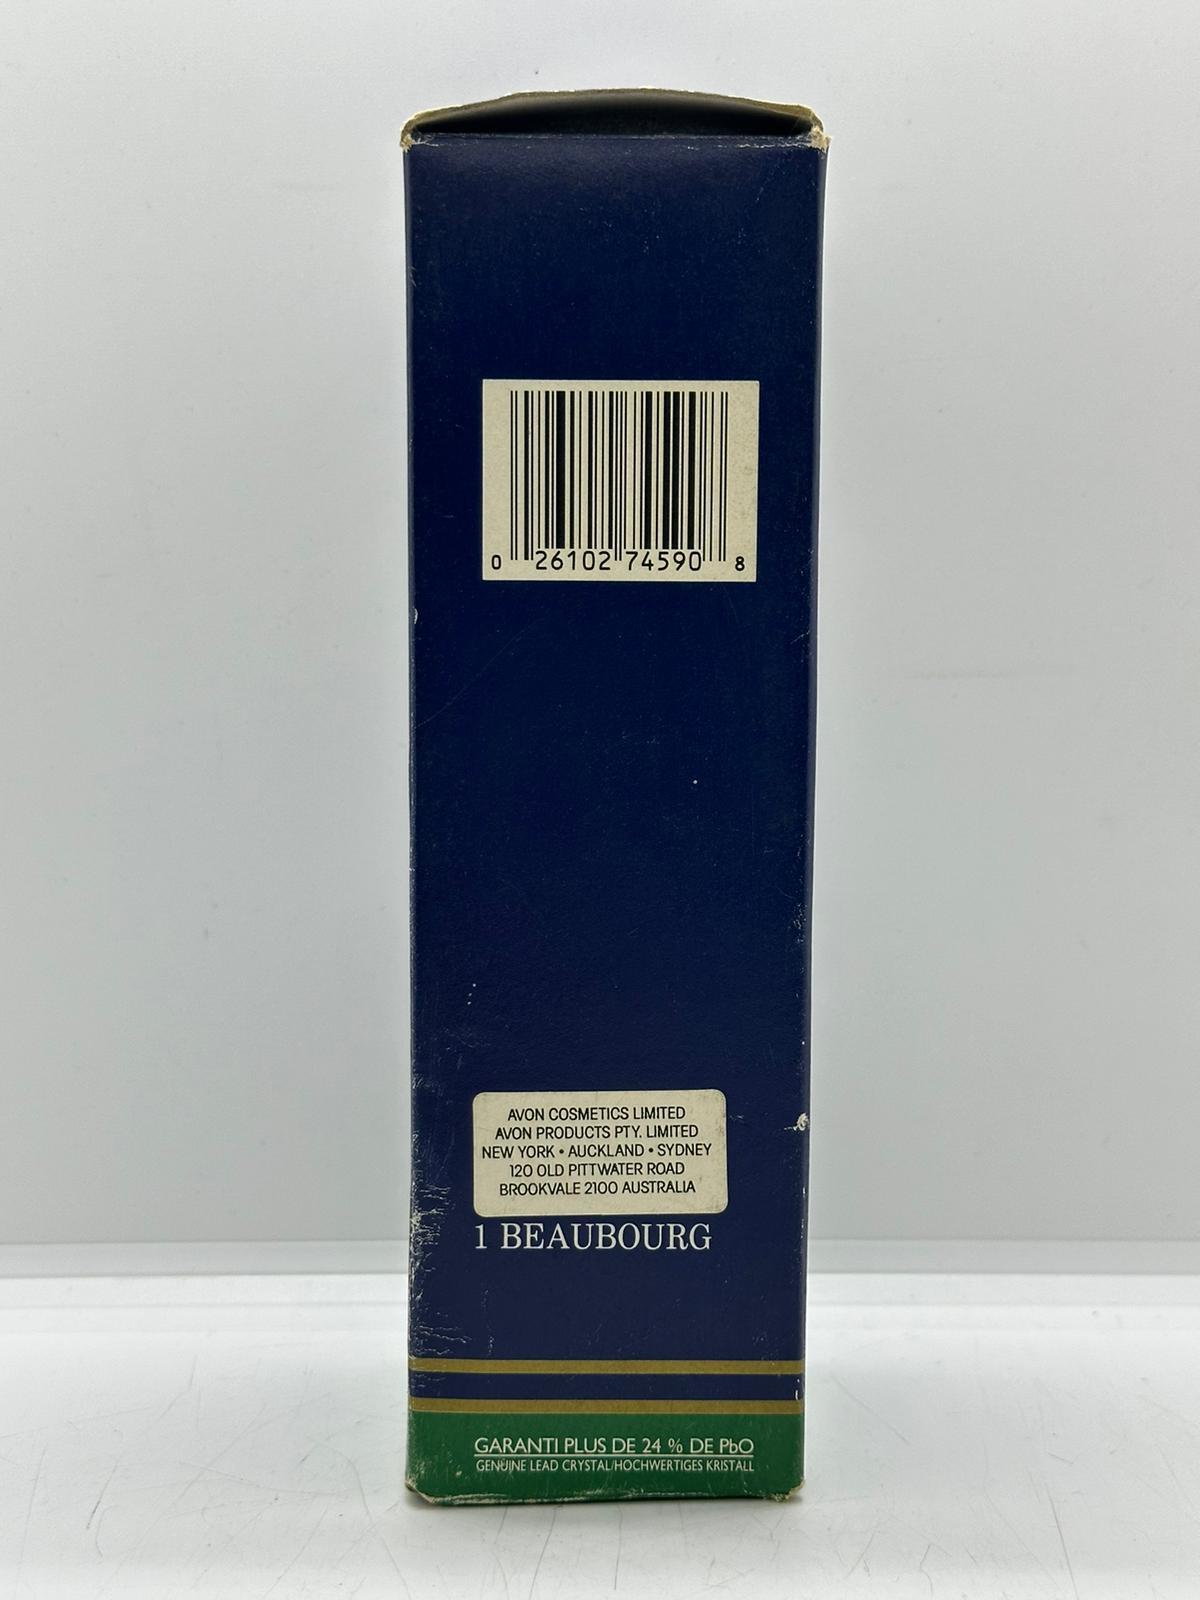 0 26102 74590 8
AVON COSMETICS LIMITED
AVON PRODUCTS PTY. LIMITED
NEW YORK • AUCKLAND • SYDNEY
120 OLD PITTWATER ROAD
BROOKVALE 2100 AUSTRALIA
1 BEAUBOURG
GARANTI PLUS DE 24 % DE PbO
GENUINE LEAD CRYSTAL/HOCHWERTIGES KRISTALL